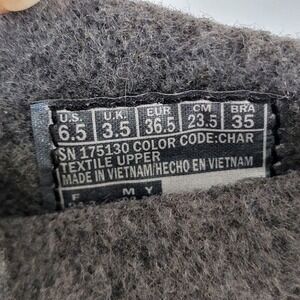 U.S. U.K. EUR CM BRA
6.5 3.5 36.5 23.5 35
SN 175130 COLOR CODE:CHAR
TEXTILE UPPER
MADE IN VIETNAM/HECHO EN VIETNAM
F M Y